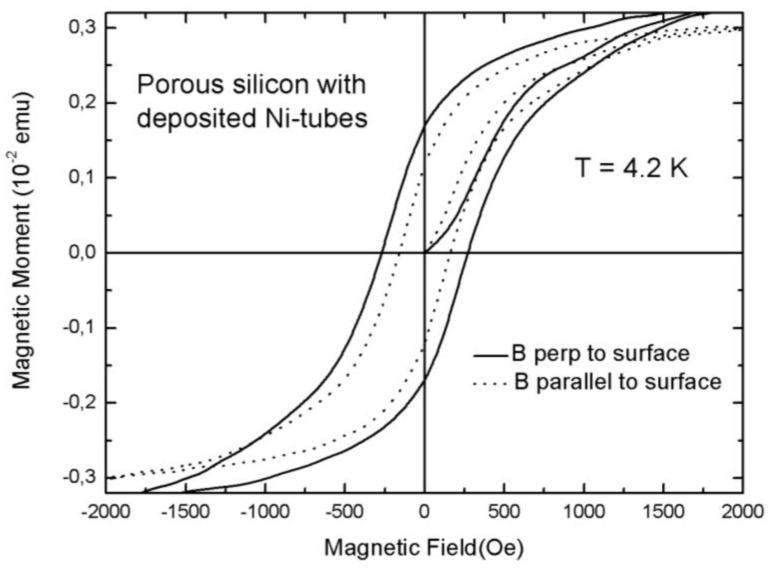 0,3
0,2
0,1
0,0
-0,1
-0,2
-0,3
Magnetic Moment (10⁻² emu)
Porous silicon with
deposited Ni-tubes
T = 4.2 K
B perp to surface
B parallel to surface
-2000 -1500 -1000 -500 0 500 1000 1500 2000
Magnetic Field(Oe)